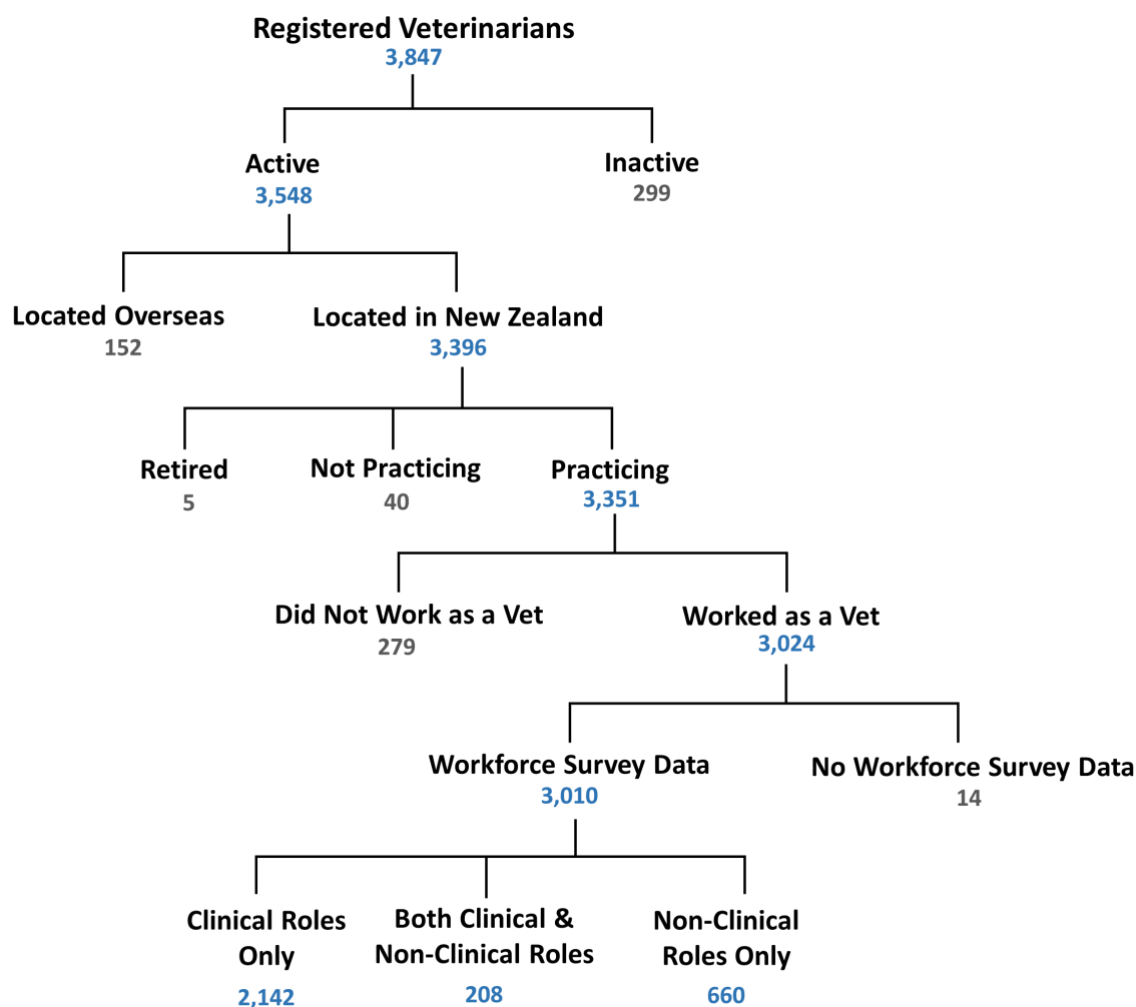 Registered Veterinarians
3,847
Active
3,548
Inactive
299
Located Overseas
152
Located in New Zealand
3,396
Retired
5
Not Practicing
40
Practicing
3,351
Did Not Work as a Vet
279
Worked as a Vet
3,024
Workforce Survey Data
3,010
No Workforce Survey Data
14
Clinical Roles
Only
2,142
Both Clinical &
Non-Clinical Roles
208
Non-Clinical
Roles Only
660